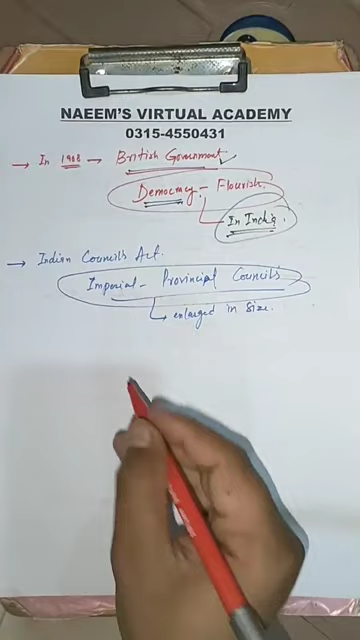 NAEEM'S VIRTUAL ACADEMY
0315-4550431
→ In 1908 → British Government
Democracy - Flourish.
In India.
→ Indian Councils Act.
Imperial - Provincial Councils
enlarged in size.